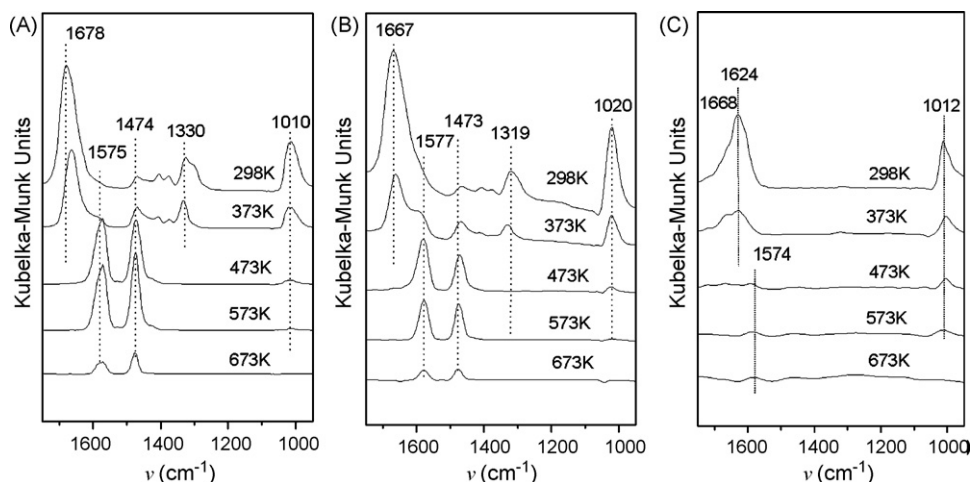 (A)
1678
1575
1474
1330
1010
298K
373K
473K
573K
673K
Kubelka-Munk Units
1600 1400 1200 1000
ν (cm⁻¹)
(B)
1667
1577
1473
1319
1020
298K
373K
473K
573K
673K
Kubelka-Munk Units
1600 1400 1200 1000
ν (cm⁻¹)
(C)
1624
1668
1012
298K
373K
1574
473K
573K
673K
Kubelka-Munk Units
1600 1400 1200 1000
ν (cm⁻¹)